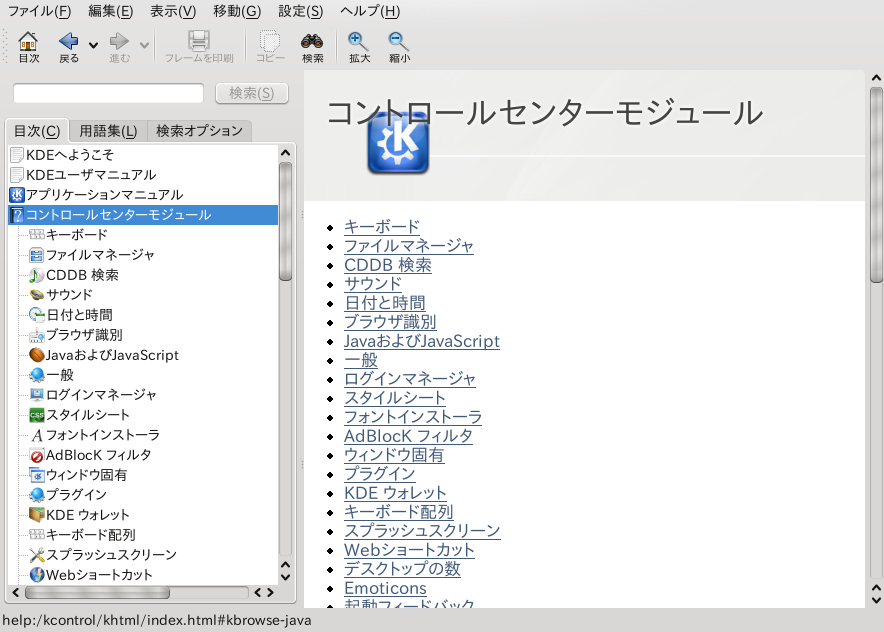 ファイル(F) 編集(E) 表示(V) 移動(G) 設定(S) ヘルプ(H)
目次 戻る 進む フレームを印刷 コピー 検索 拡大 縮小
検索(S)
目次(C) 用語集(L) 検索オプション
KDEへようこそ
KDEユーザマニュアル
アプリケーションマニュアル
コントロールセンターモジュール
キーボード
ファイルマネージャ
CDDB 検索
サウンド
日付と時間
ブラウザ識別
JavaおよびJavaScript
一般
ログインマネージャ
スタイルシート
フォントインストーラ
AdBlocK フィルタ
ウィンドウ固有
プラグイン
KDE ウォレット
キーボード配列
スプラッシュスクリーン
Webショートカット
コントロールセンターモジュール
キーボード
ファイルマネージャ
CDDB 検索
サウンド
日付と時間
ブラウザ識別
JavaおよびJavaScript
一般
ログインマネージャ
スタイルシート
フォントインストーラ
AdBlocK フィルタ
ウィンドウ固有
プラグイン
KDE ウォレット
キーボード配列
スプラッシュスクリーン
Webショートカット
デスクトップの数
Emoticons
起動フィードバック
help:/kcontrol/khtml/index.html#kbrowse-java